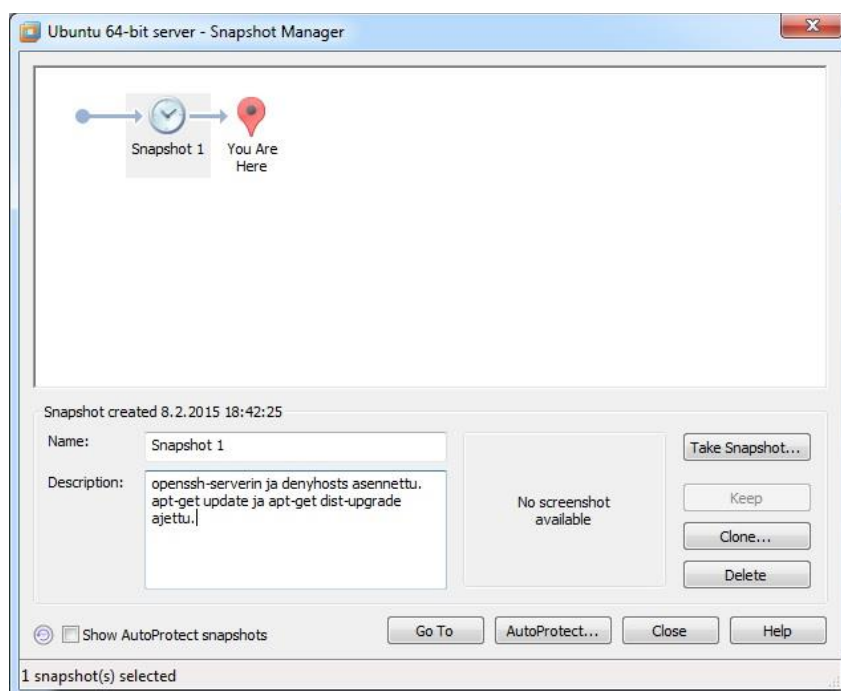 Ubuntu 64-bit server - Snapshot Manager
Snapshot 1
You Are
Here
Snapshot created 8.2.2015 18:42:25
Name:
Snapshot 1
Description:
openssh-serverin ja denyhosts asennettu.
apt-get update ja apt-get dist-upgrade
ajettu.
No screenshot
available
Take Snapshot...
Keep
Clone...
Delete
Show AutoProtect snapshots
Go To
AutoProtect...
Close
Help
1 snapshot(s) selected